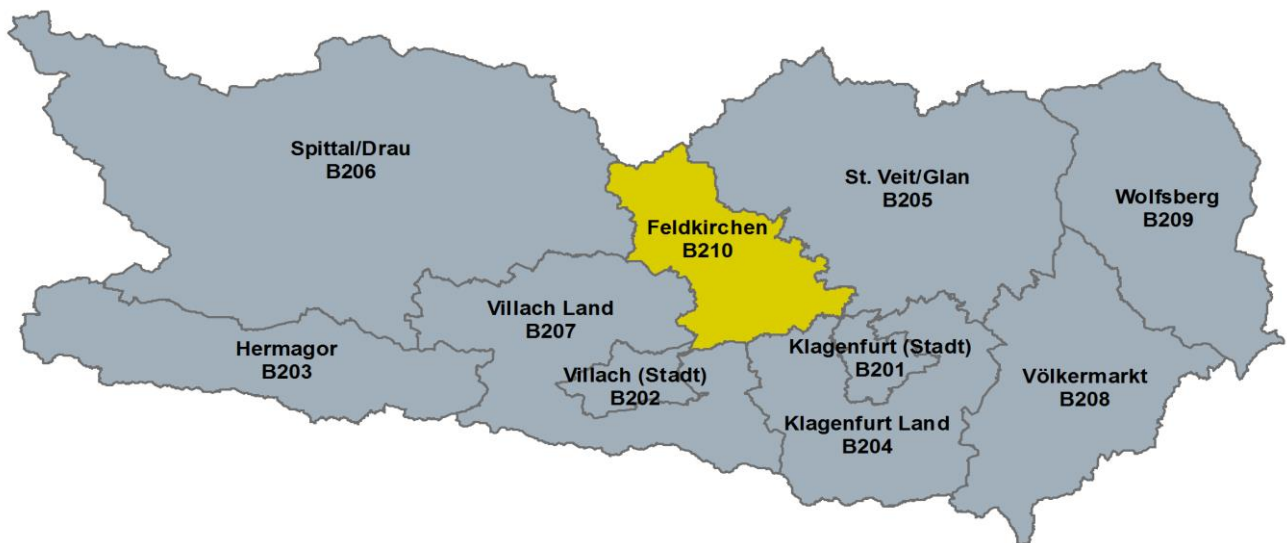 Spittal/Drau
B206
St. Veit/Glan
B205
Wolfsberg
B209
Feldkirchen
B210
Villach Land
B207
Hermagor
B203
Klagenfurt (Stadt)
B201
Villach (Stadt)
B202
Völkermarkt
B208
Klagenfurt Land
B204